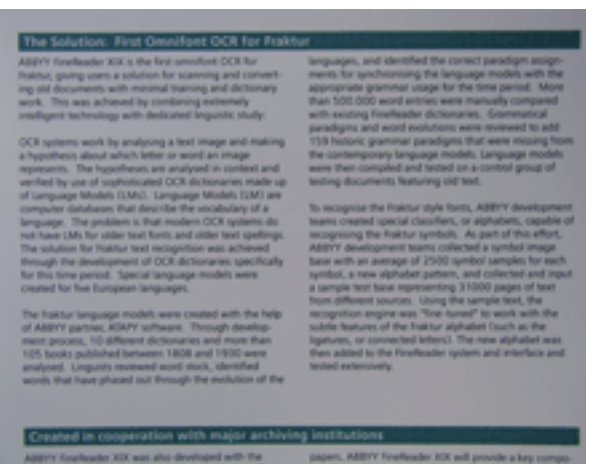 The Solution: First Omnifont OCR for Fraktur
ABBYY FineReader XIX is the first omnifont OCR for
Fraktur, giving users a solution for scanning and convert-
ing old documents with minimal training and dictionary
work. This was achieved by combining extremely
intelligent technology with dedicated linguistic study:
OCR systems work by analysing a text image and making
a hypothesis about which letter or word an image
represents. The hypotheses are analysed in context and
verified by use of sophisticated OCR dictionaries made up
of Language Models (LMs). Language Models (LM) are
computer databases that describe the vocabulary of a
language. The problem is that modern OCR systems do
not have LMs for older text fonts and older text spellings.
The solution for Fraktur text recognition was achieved
through the development of OCR dictionaries specifically
for this time period. Special language models were
created for five European languages.
The Fraktur language models were created with the help
of ABBYY partner, ATAPY software. Through develop-
ment process, 10 different dictionaries and more than
105 books published between 1808 and 1930 were
analysed. Linguists reviewed word stock, identified
words that have phased out through the evolution of the
languages, and identified the correct paradigm assign-
ments for synchronising the language models with the
appropriate grammar usage for the time period. More
than 500.000 word entries were manually compared
with existing FineReader dictionaries. Grammatical
paradigms and word evolutions were reviewed to add
159 historic grammar paradigms that were missing from
the contemporary language models. Language models
were then compiled and tested on a control group of
testing documents featuring old text.
To recognise the Fraktur style fonts, ABBYY development
teams created special classifiers, or alphabets, capable of
recognising the Fraktur symbols. As part of this effort,
ABBYY development teams collected a symbol image
base with an average of 2500 symbol samples for each
symbol, a new alphabet pattern, and collected and input
a sample test base representing 31000 pages of text
from different sources. Using the sample text, the
recognition engine was "fine-tuned" to work with the
subtle features of the Fraktur alphabet (such as the
ligatures, or connected letters). The new alphabet was
then added to the FineReader system and interface and
tested extensively.
Created in cooperation with major archiving institutions
ABBYY FineReader XIX was also developed with the
papers. ABBYY FineReader XIX will provide a key compo-